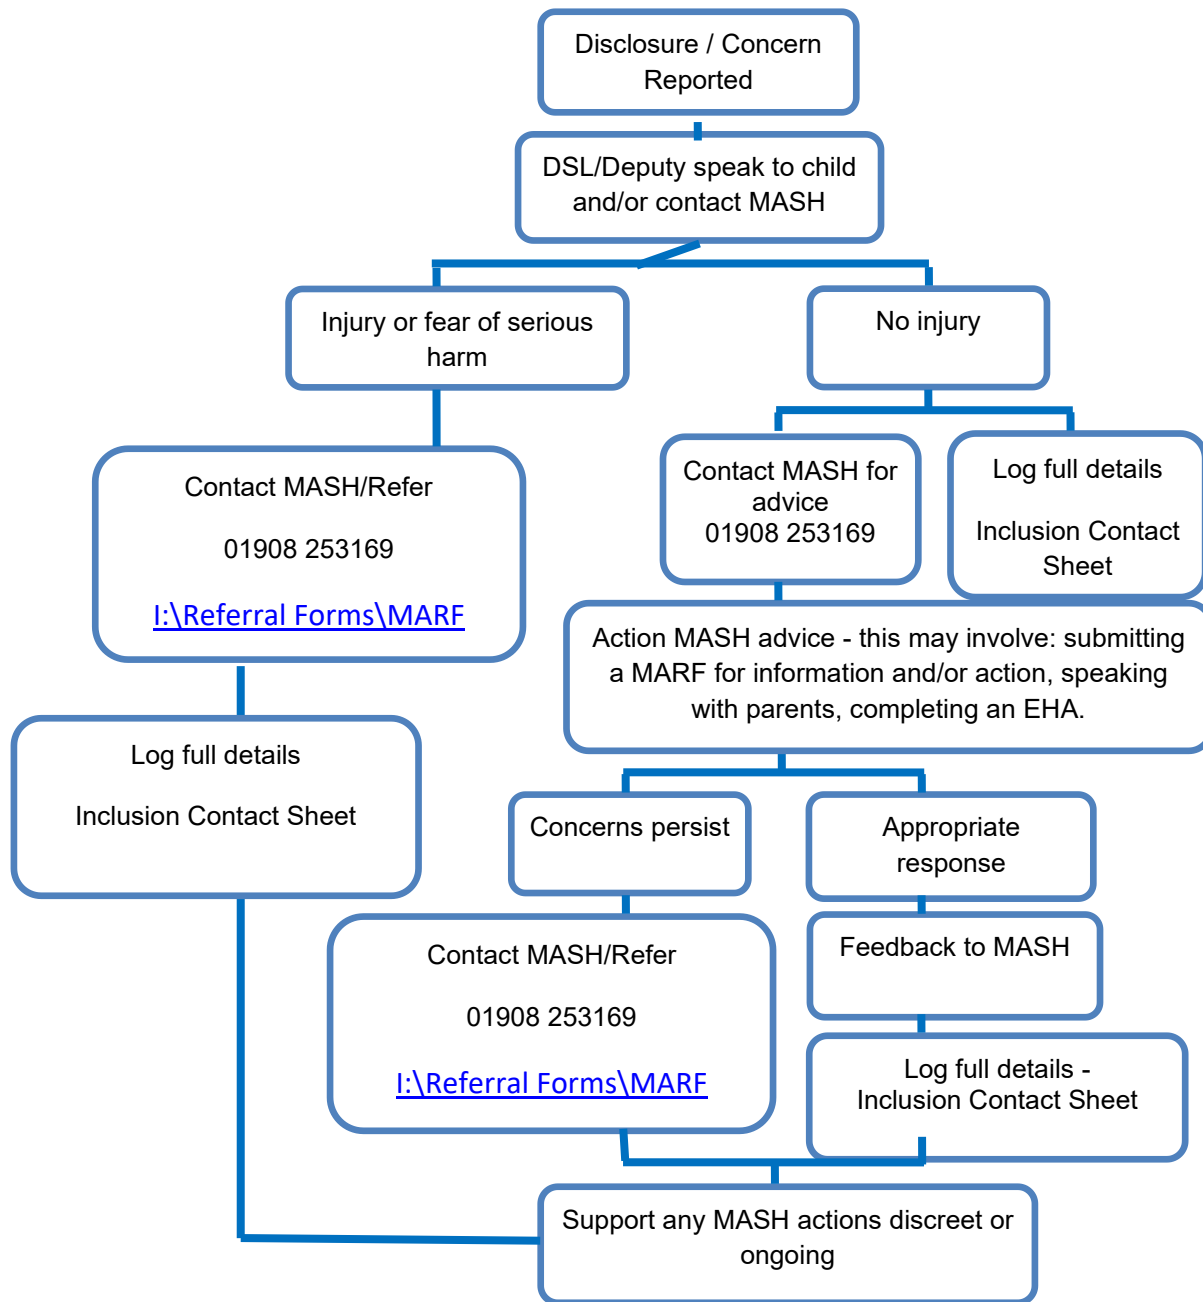 Disclosure / Concern
Reported
DSL/Deputy speak to child
and/or contact MASH
Injury or fear of serious
harm
No injury
Contact MASH/Refer
01908 253169
I:\Referral Forms\MARF
Contact MASH for
advice
01908 253169
Log full details
Inclusion Contact
Sheet
Action MASH advice - this may involve: submitting
a MARF for information and/or action, speaking
with parents, completing an EHA.
Log full details
Inclusion Contact Sheet
Concerns persist
Appropriate
response
Contact MASH/Refer
01908 253169
I:\Referral Forms\MARF
Feedback to MASH
Log full details -
Inclusion Contact Sheet
Support any MASH actions discreet or
ongoing